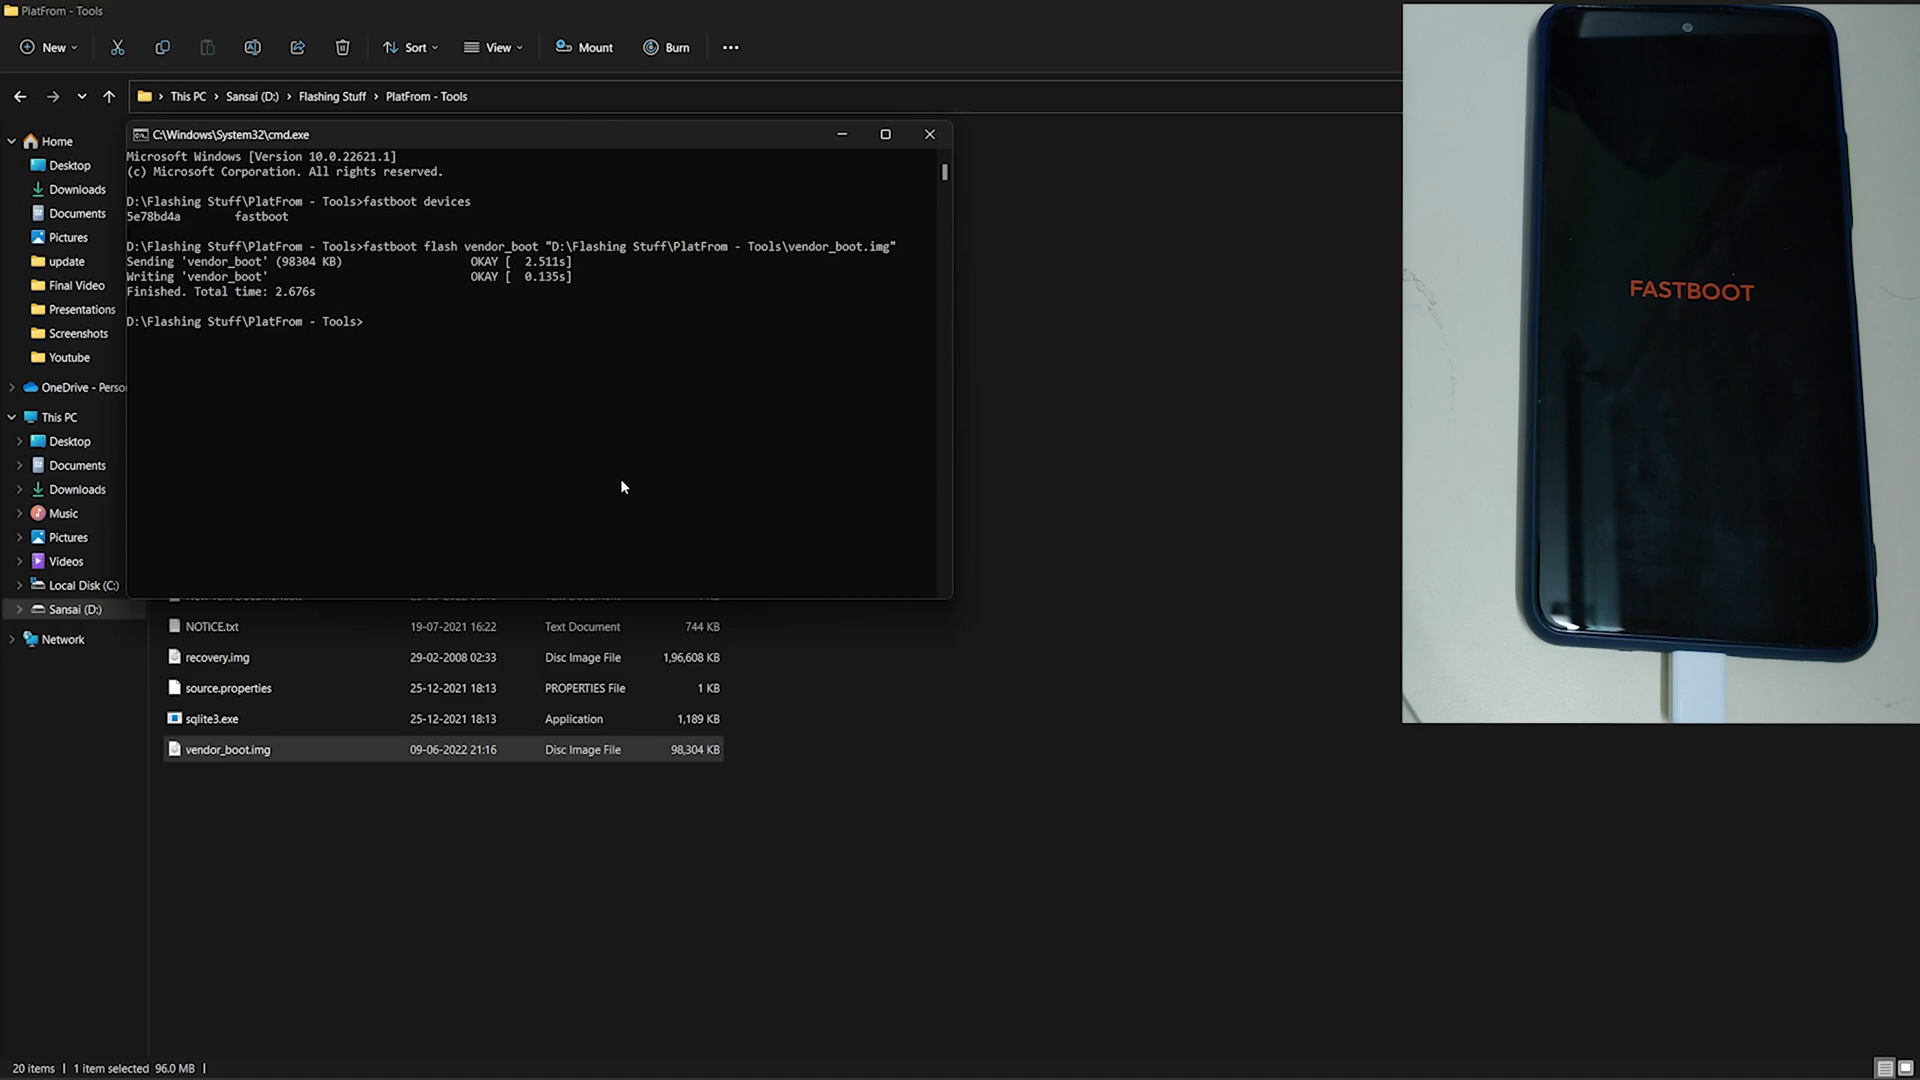 PlatFrom - Tools
New
Sort
View
Mount
Burn
This PC
Sansai (D:)
Flashing Stuff
PlatFrom - Tools
Home
Desktop
Downloads
Documents
Pictures
update
Final Video
Presentations
Screenshots
Youtube
OneDrive - Perso
This PC
Desktop
Documents
Downloads
Music
Pictures
Videos
Local Disk (C:)
Sansai (D:)
Network
C:\Windows\System32\cmd.exe
Microsoft Windows [Version 10.0.22621.1]
(c) Microsoft Corporation. All rights reserved.
D:\Flashing Stuff\PlatFrom - Tools>fastboot devices
5e78bd4a fastboot
D:\Flashing Stuff\PlatFrom - Tools>fastboot flash vendor_boot "D:\Flashing Stuff\PlatFrom - Tools\vendor_boot.img"
Sending 'vendor_boot' (98304 KB) OKAY [ 2.511s]
Writing 'vendor_boot' OKAY [ 0.135s]
Finished. Total time: 2.676s
D:\Flashing Stuff\PlatFrom - Tools>
NOTICE.txt 19-07-2021 16:22 Text Document 744 KB
recovery.img 29-02-2008 02:33 Disc Image File 1,96,608 KB
source.properties 25-12-2021 18:13 PROPERTIES File 1 KB
sqlite3.exe 25-12-2021 18:13 Application 1,189 KB
vendor_boot.img 09-06-2022 21:16 Disc Image File 98,304 KB
20 items
1 item selected 96.0 MB
FASTBOOT